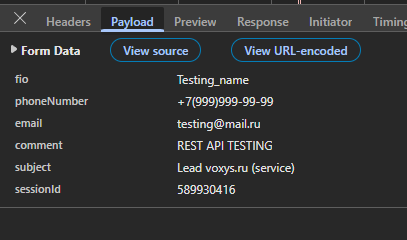 Headers Payload Preview Response Initiator Timing
Form Data View source View URL-encoded
fio Testing_name
phoneNumber +7(999)999-99-99
email testing@mail.ru
comment REST API TESTING
subject Lead voxys.ru (service)
sessionId 589930416